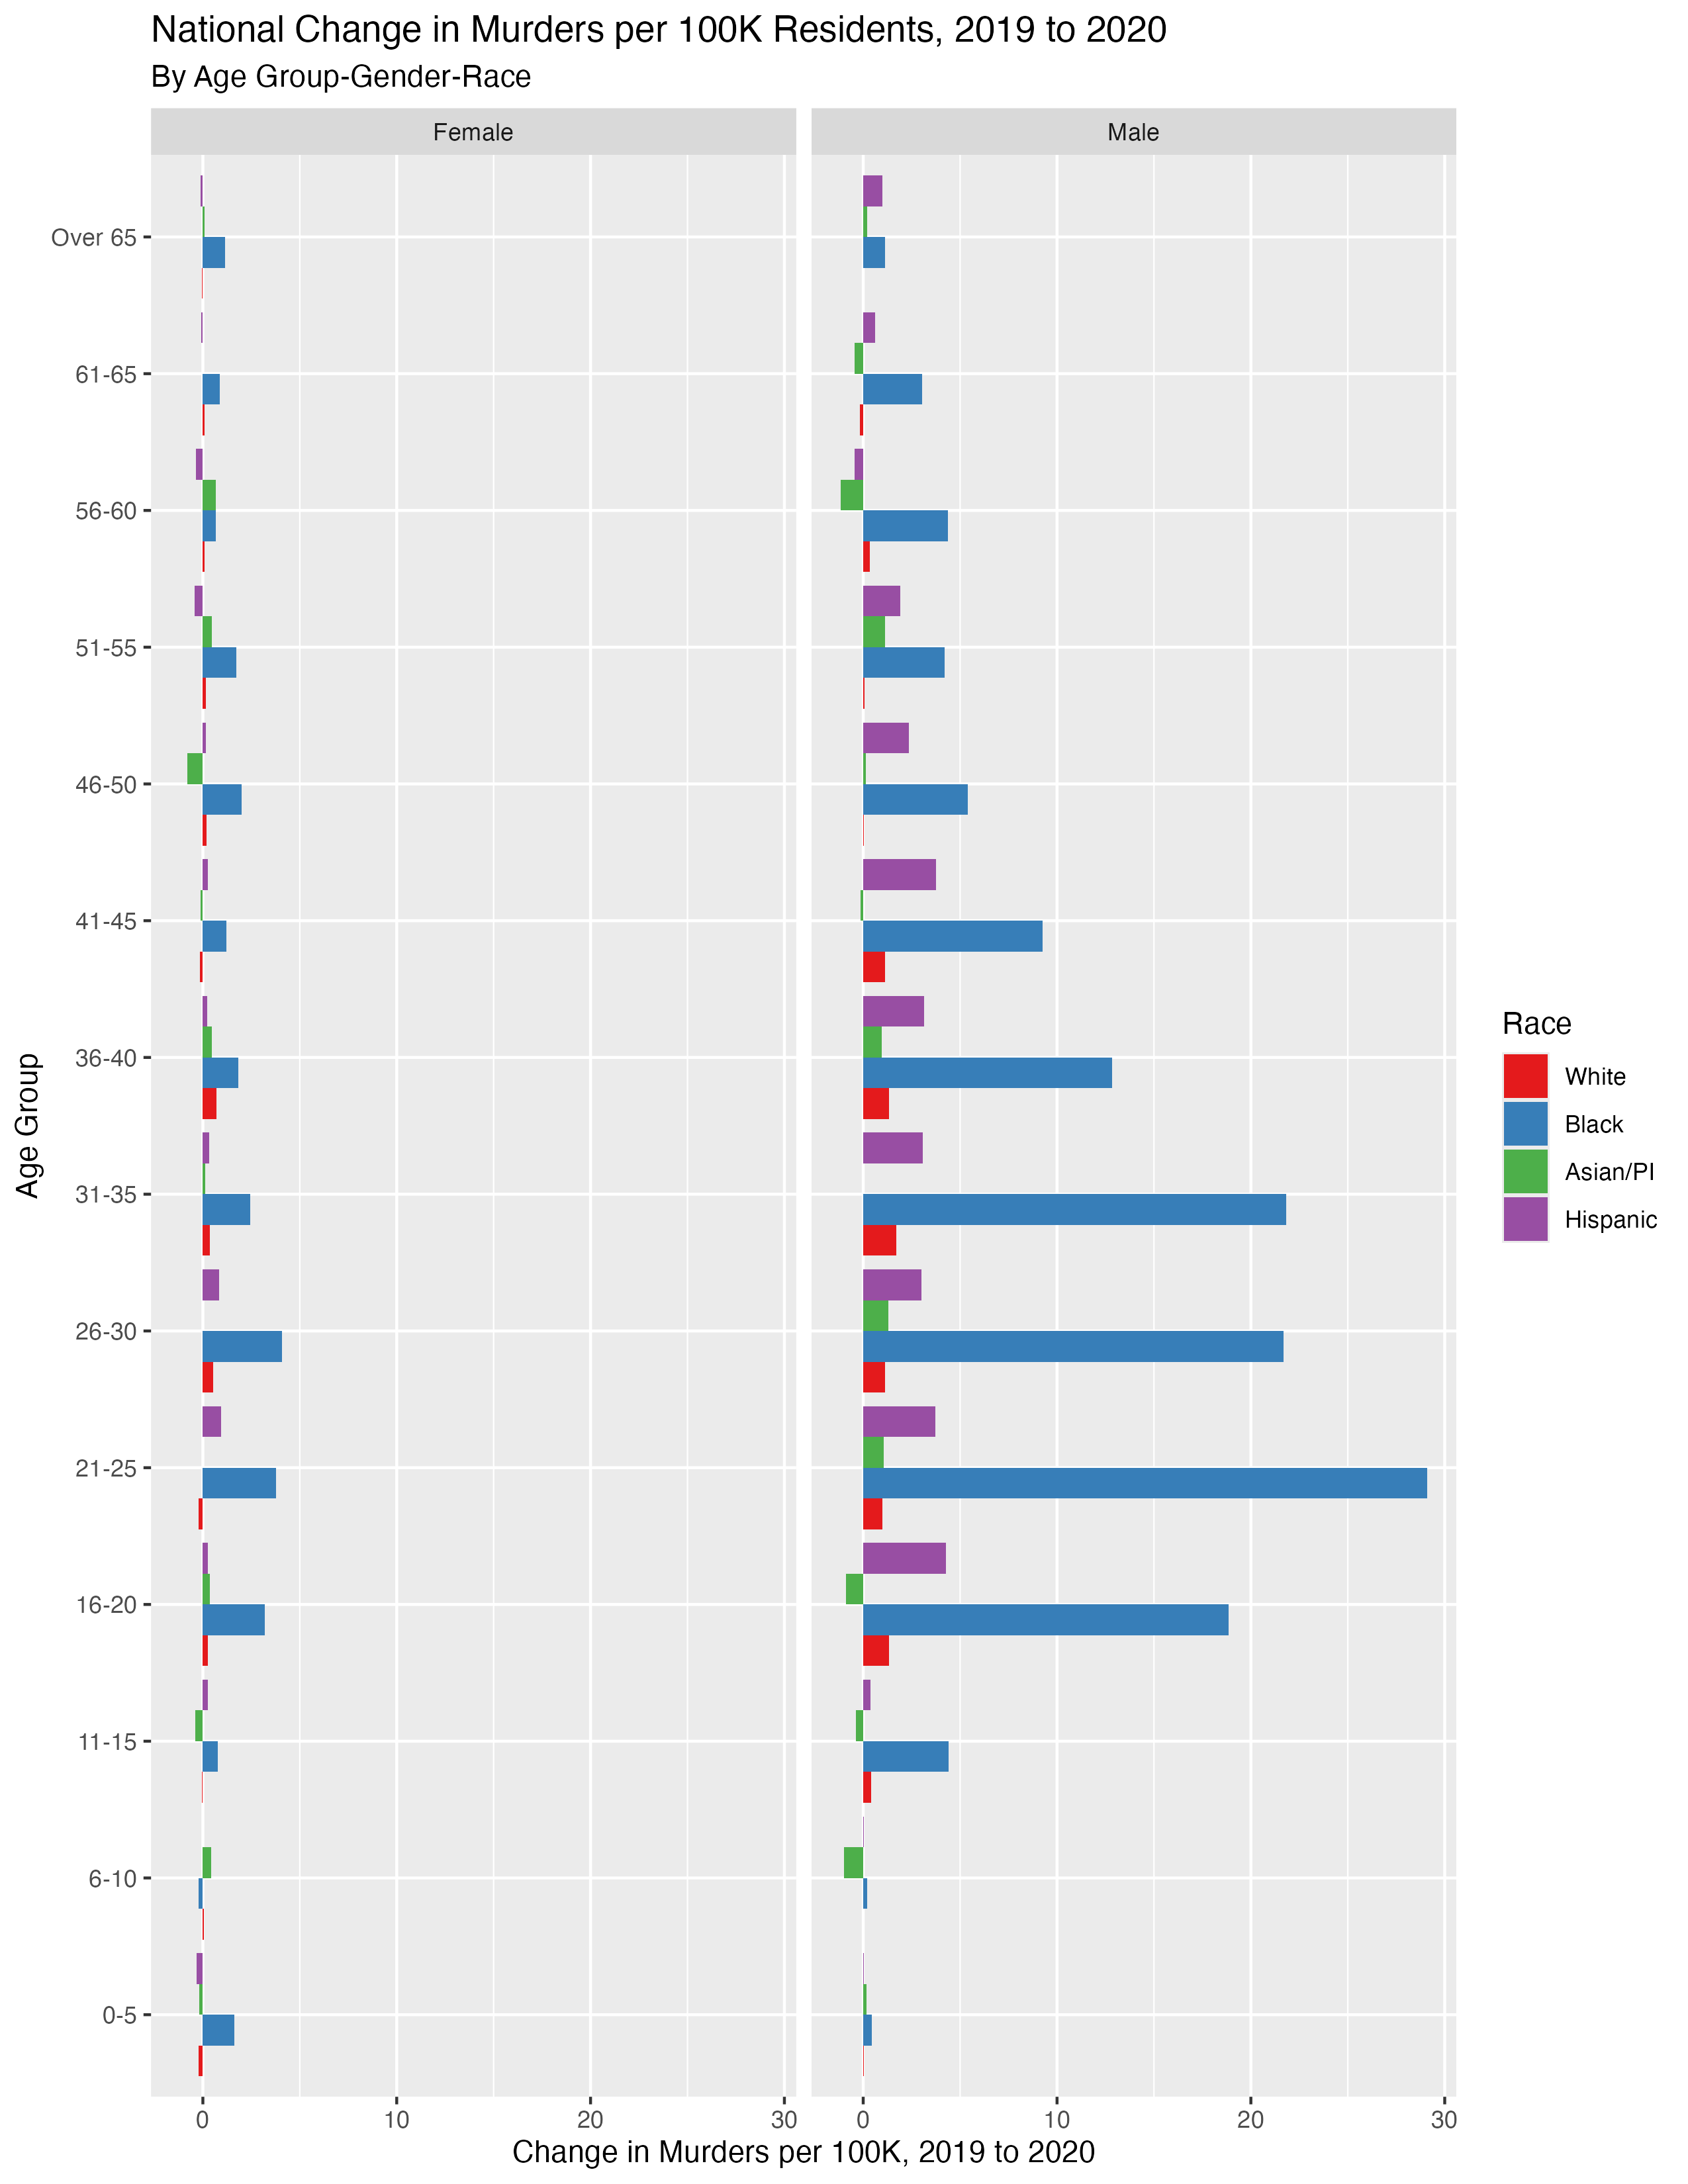 National Change in Murders per 100K Residents, 2019 to 2020
By Age Group-Gender-Race
Female
Male
Age Group
Over 65
61-65
56-60
51-55
46-50
41-45
36-40
31-35
26-30
21-25
16-20
11-15
6-10
0-5
0 10 20 30
0 10 20 30
Change in Murders per 100K, 2019 to 2020
Race
White
Black
Asian/PI
Hispanic